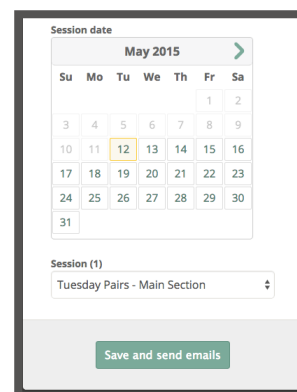 Session date
May 2015
Su Mo Tu We Th Fr Sa
1 2
3 4 5 6 7 8 9
10 11 12 13 14 15 16
17 18 19 20 21 22 23
24 25 26 27 28 29 30
31
Session (1)
Tuesday Pairs - Main Section
Save and send emails